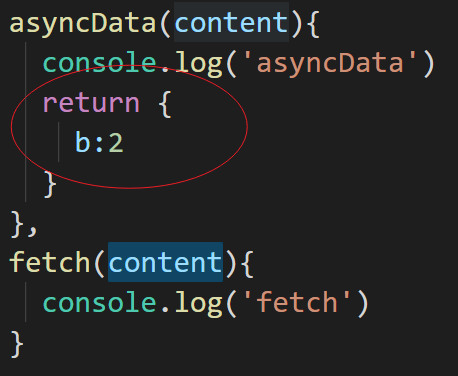 asyncData(content){
console.log('asyncData')
return {
b:2
}
},
fetch(content){
console.log('fetch')
}